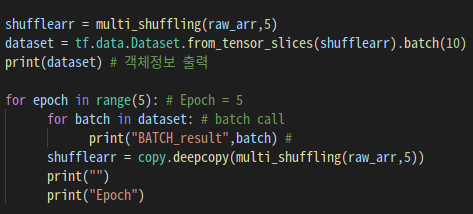 shufflearr = multi_shuffling(raw_arr,5)
dataset = tf.data.Dataset.from_tensor_slices(shufflearr).batch(10)
print(dataset) # 객체정보 출력
for epoch in range(5): # Epoch = 5
for batch in dataset: # batch call
print("BATCH_result",batch) #
shufflearr = copy.deepcopy(multi_shuffling(raw_arr,5))
print("")
print("Epoch")